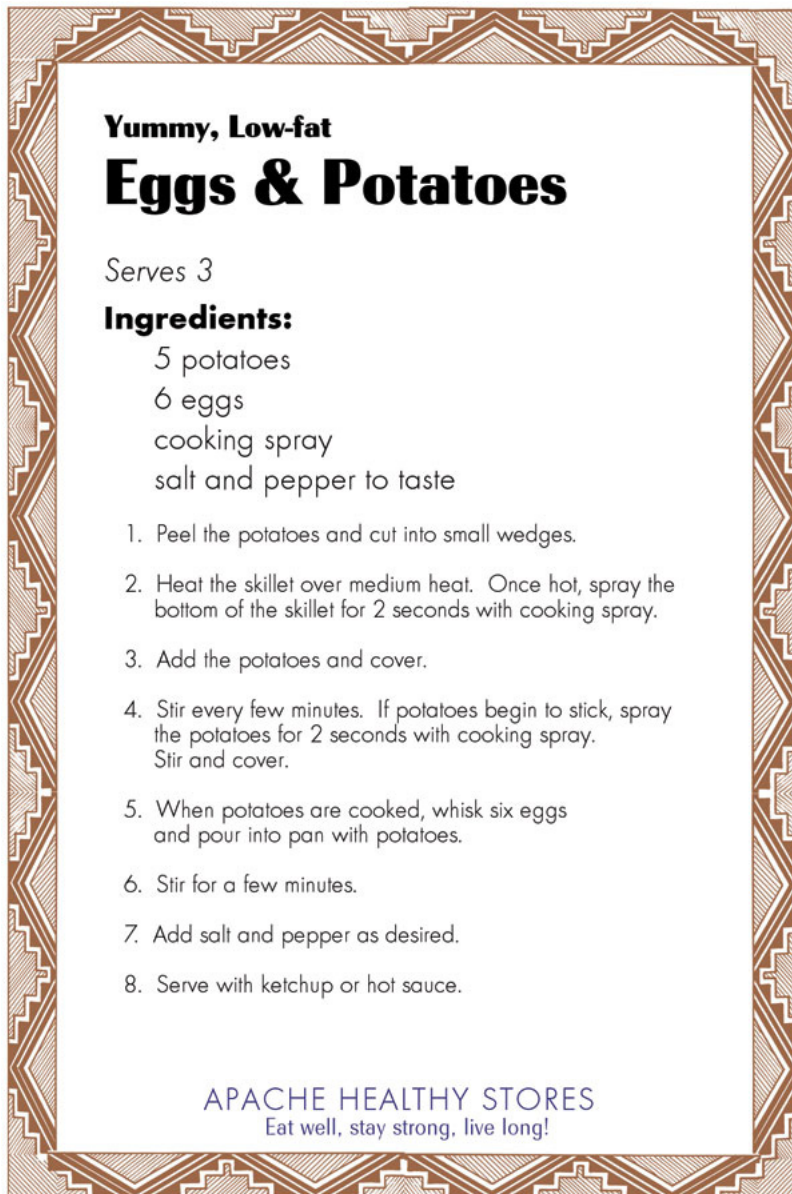 Yummy, Low-fat
Eggs & Potatoes
Serves 3
Ingredients:
5 potatoes
6 eggs
cooking spray
salt and pepper to taste
1. Peel the potatoes and cut into small wedges.
2. Heat the skillet over medium heat. Once hot, spray the
bottom of the skillet for 2 seconds with cooking spray.
3. Add the potatoes and cover.
4. Stir every few minutes. If potatoes begin to stick, spray
the potatoes for 2 seconds with cooking spray.
Stir and cover.
5. When potatoes are cooked, whisk six eggs
and pour into pan with potatoes.
6. Stir for a few minutes.
7. Add salt and pepper as desired.
8. Serve with ketchup or hot sauce.
APACHE HEALTHY STORES
Eat well, stay strong, live long!